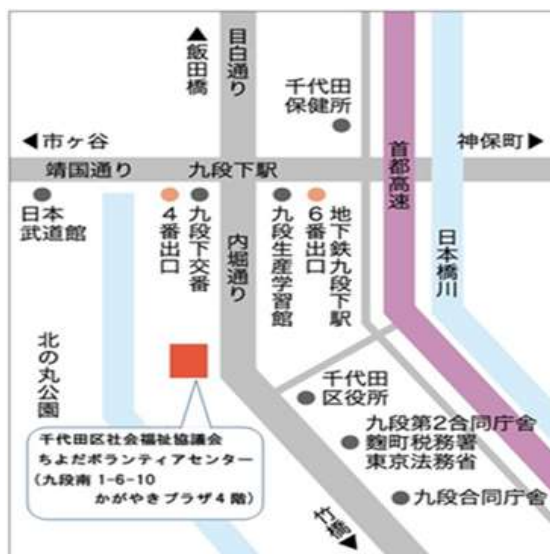 ▲飯田橋
目白通り
千代田
保健所
◀市ヶ谷
神保町▶
首都高速
靖国通り
九段下駅
日本
武道館
4番出口
九段下交番
内堀通り
九段生産学習館
6番出口
地下鉄九段下駅
日本橋川
北の丸公園
千代田
区役所
千代田区社会福祉協議会
ちよだボランティアセンター
(九段南 1-6-10
かがやきプラザ4階)
九段第2合同庁舎
麹町税務署
東京法務省
九段合同庁舎
竹橋▶